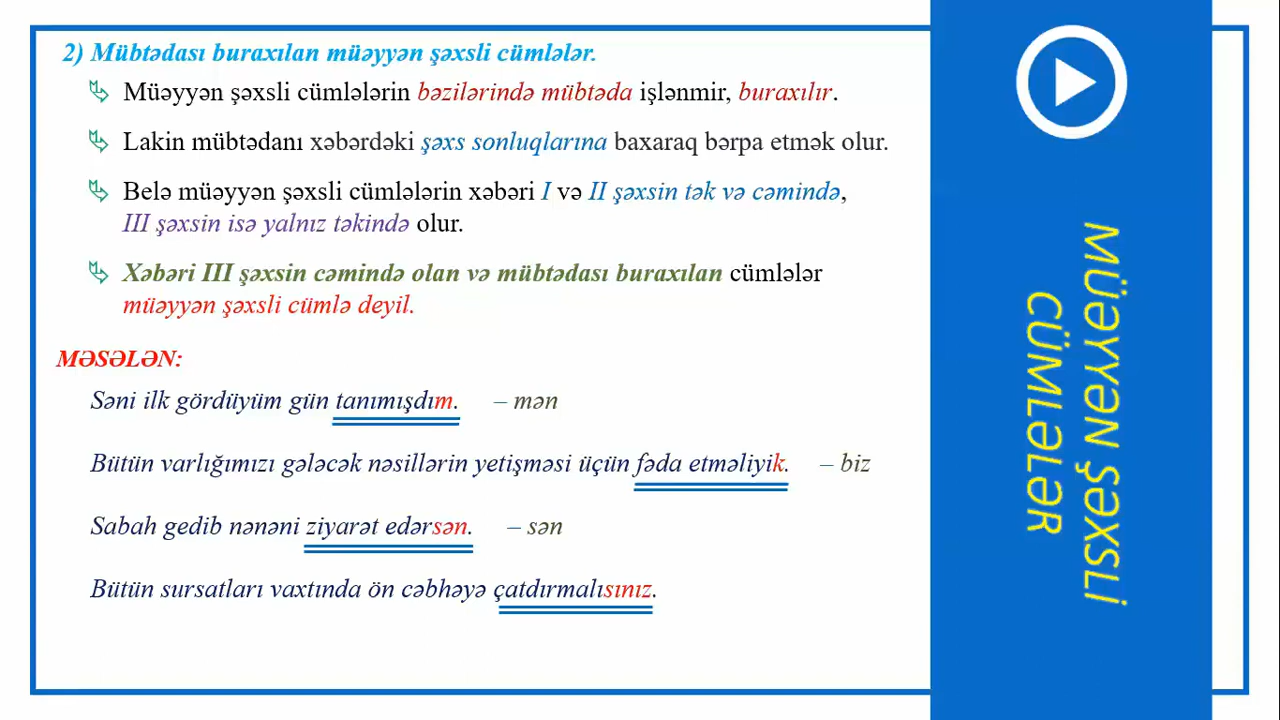 2) Mübtədası buraxılan müəyyən şəxsli cümlələr.
Müəyyən şəxsli cümlələrin bəzilərində mübtəda işlənmir, buraxılır.
Lakin mübtədanı xəbərdəki şəxs sonluqlarına baxaraq bərpa etmək olur.
Belə müəyyən şəxsli cümlələrin xəbəri I və II şəxsin tək və cəmində,
III şəxsin isə yalnız təkində olur.
Xəbəri III şəxsin cəmində olan və mübtədası buraxılan cümlələr
müəyyən şəxsli cümlə deyil.
MƏSƏLƏN:
Səni ilk gördüyüm gün tanımışdım. – mən
Bütün varlığımızı gələcək nəsillərin yetişməsi üçün fəda etməliyik. – biz
Sabah gedib nənəni ziyarət edərsən. – sən
Bütün sursatları vaxtında ön cəbhəyə çatdırmalısınız.
MÜƏYYƏN ŞƏXSLİ
CÜMLƏLƏR